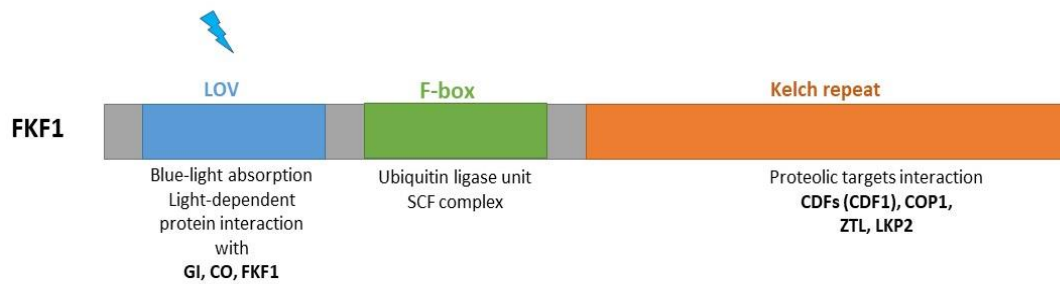 LOV
F-box
Kelch repeat
FKF1
Blue-light absorption
Light-dependent
protein interaction
with
GI, CO, FKF1
Ubiquitin ligase unit
SCF complex
Proteolic targets interaction
CDFs (CDF1), COP1,
ZTL, LKP2